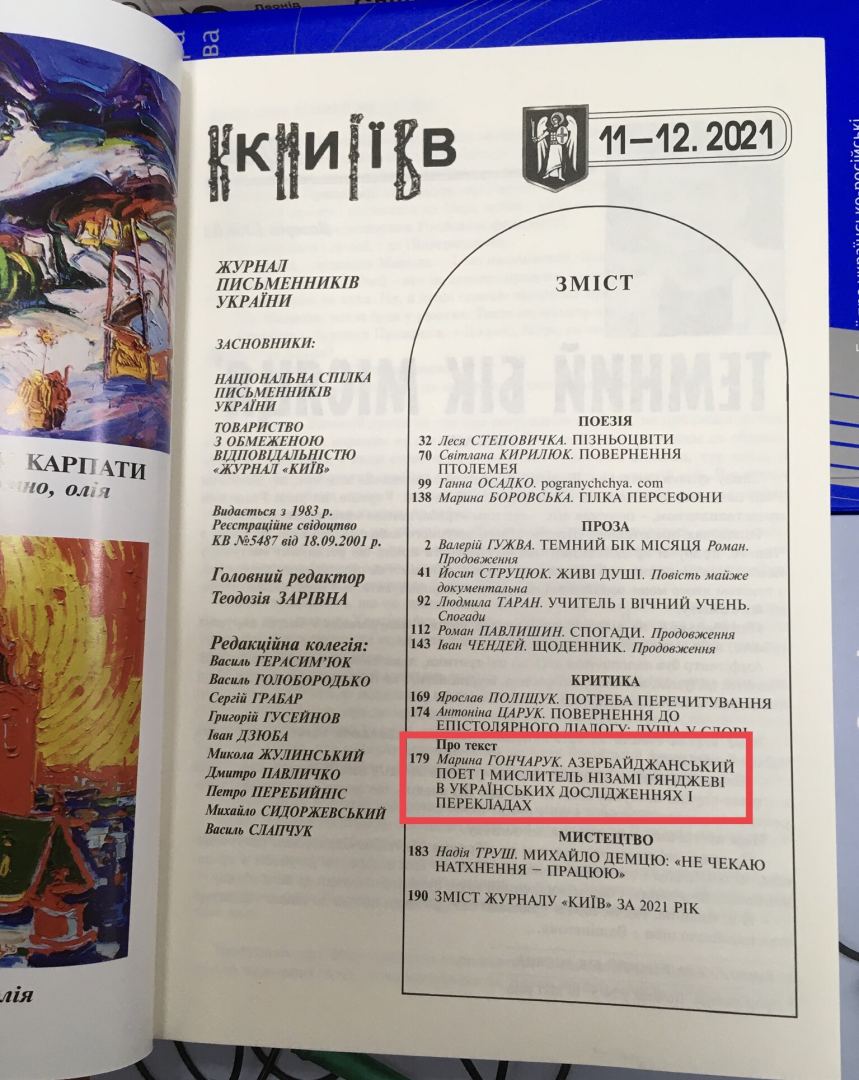 ККИЇВ
11–12. 2021
ЖУРНАЛ
ПИСЬМЕННИКІВ
УКРАЇНИ
ЗАСНОВНИКИ:
НАЦІОНАЛЬНА СПІЛКА
ПИСЬМЕННИКІВ
УКРАЇНИ
ТОВАРИСТВО
З ОБМЕЖЕНОЮ
ВІДПОВІДАЛЬНІСТЮ
«ЖУРНАЛ «КИЇВ»
Видається з 1983 р.
Реєстраційне свідоцтво
КВ №5487 від 18.09.2001 р.
Головний редактор
Теодозія ЗАРІВНА
Редакційна колегія:
Василь ГЕРАСИМ'ЮК
Василь ГОЛОБОРОДЬКО
Сергій ГРАБАР
Григорій ГУСЕЙНОВ
Іван ДЗЮБА
Микола ЖУЛИНСЬКИЙ
Дмитро ПАВЛИЧКО
Петро ПЕРЕБИЙНІС
Михайло СИДОРЖЕВСЬКИЙ
Василь СЛАПЧУК
ЗМІСТ
ПОЕЗІЯ
32 Леся СТЕПОВИЧКА. ПІЗНЬОЦВІТИ
70 Світлана КИРИЛЮК. ПОВЕРНЕННЯ
ПТОЛЕМЕЯ
99 Ганна ОСАДКО. pogranychchya. com
138 Марина БОРОВСЬКА. ГІЛКА ПЕРСЕФОНИ
ПРОЗА
2 Валерій ГУЖВА. ТЕМНИЙ БІК МІСЯЦЯ Роман.
Продовження
41 Йосип СТРУЦЮК. ЖИВІ ДУШІ. Повість майже
документальна
92 Людмила ТАРАН. УЧИТЕЛЬ І ВІЧНИЙ УЧЕНЬ.
Спогади
112 Роман ПАВЛИШИН. СПОГАДИ. Продовження
143 Іван ЧЕНДЕЙ. ЩОДЕННИК. Продовження
КРИТИКА
169 Ярослав ПОЛІЩУК. ПОТРЕБА ПЕРЕЧИТУВАННЯ
174 Антоніна ЦАРУК. ПОВЕРНЕННЯ ДО
ЕПІСТОЛЯРНОГО ДІАЛОГУ: ДУША У СЛОВІ
Про текст
179 Марина ГОНЧАРУК. АЗЕРБАЙДЖАНСЬКИЙ
ПОЕТ І МИСЛИТЕЛЬ НІЗАМІ ҐЯНДЖЕВІ
В УКРАЇНСЬКИХ ДОСЛІДЖЕННЯХ І
ПЕРЕКЛАДАХ
МИСТЕЦТВО
183 Надія ТРУШ. МИХАЙЛО ДЕМЦЮ: «НЕ ЧЕКАЮ
НАТХНЕННЯ – ПРАЦЮЮ»
190 ЗМІСТ ЖУРНАЛУ «КИЇВ» ЗА 2021 РІК
КАРПАТИ
олія